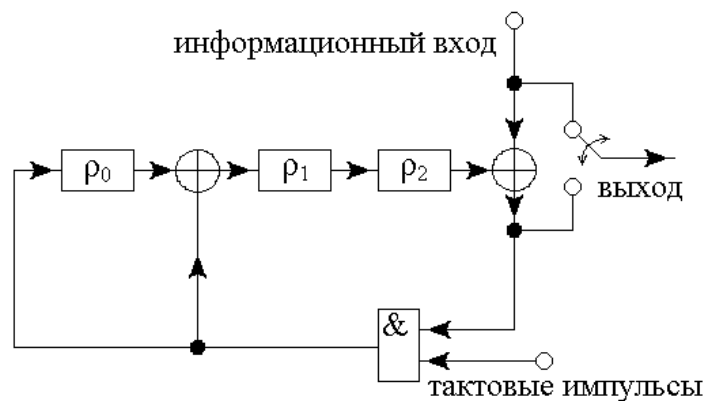 информационный вход
ρ0
ρ1
ρ2
выход
&
тактовые импульсы